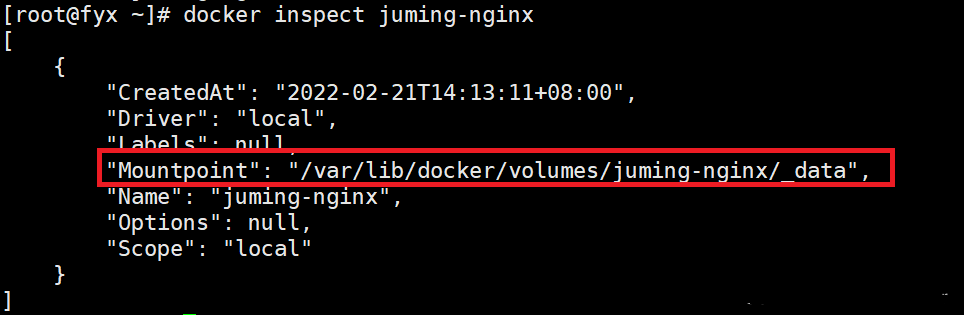 [root@fyx ~]# docker inspect juming-nginx
[
    {
        "CreatedAt": "2022-02-21T14:13:11+08:00",
        "Driver": "local",
        "Labels": null,
        "Mountpoint": "/var/lib/docker/volumes/juming-nginx/_data",
        "Name": "juming-nginx",
        "Options": null,
        "Scope": "local"
    }
]